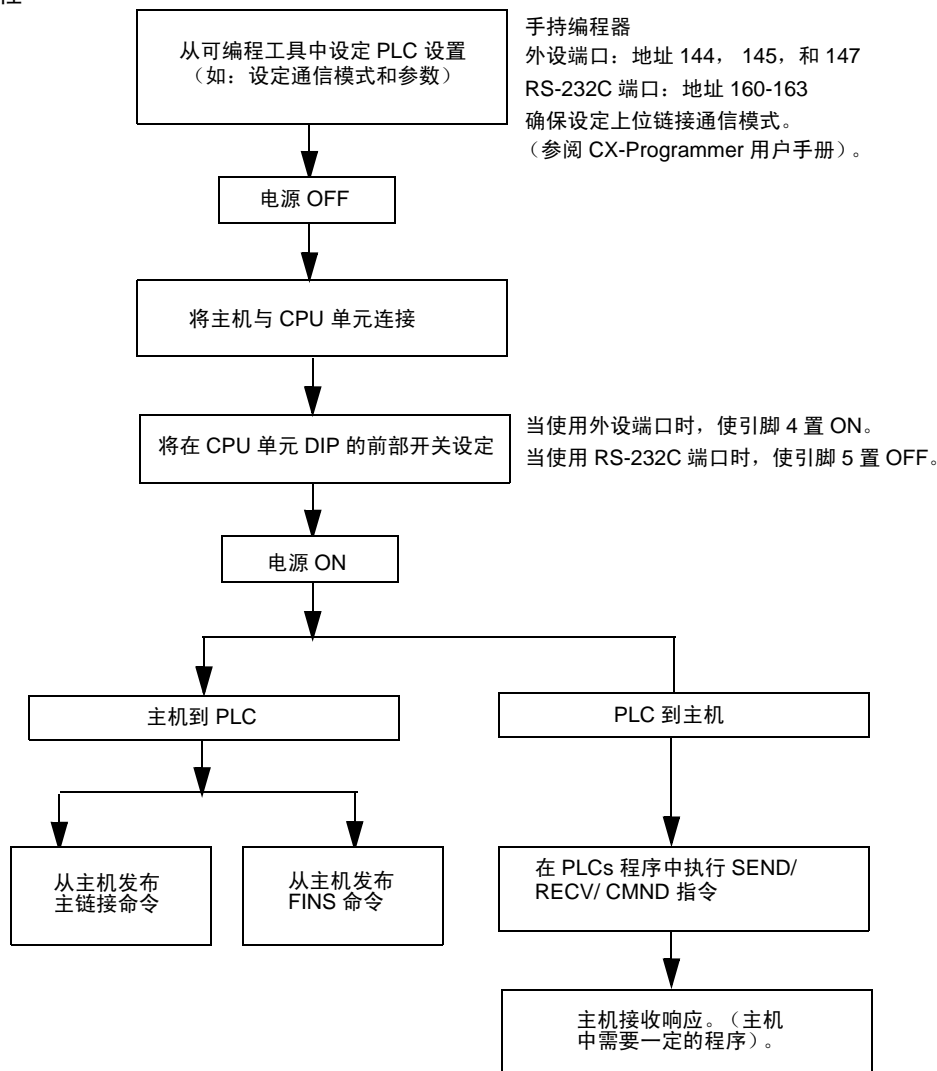 从可编程工具中设定 PLC 设置
（如：设定通信模式和参数）
手持编程器
外设端口：地址 144， 145，和 147
RS-232C 端口：地址 160-163
确保设定上位链接通信模式。
（参阅 CX-Programmer 用户手册）。
电源 OFF
将主机与 CPU 单元连接
将在 CPU 单元 DIP 的前部开关设定
当使用外设端口时，使引脚 4 置 ON。
当使用 RS-232C 端口时，使引脚 5 置 OFF。
电源 ON
主机到 PLC
PLC 到主机
从主机发布
主链接命令
从主机发布
FINS 命令
在 PLCs 程序中执行 SEND/
RECV/ CMND 指令
主机接收响应。（主机
中需要一定的程序）。